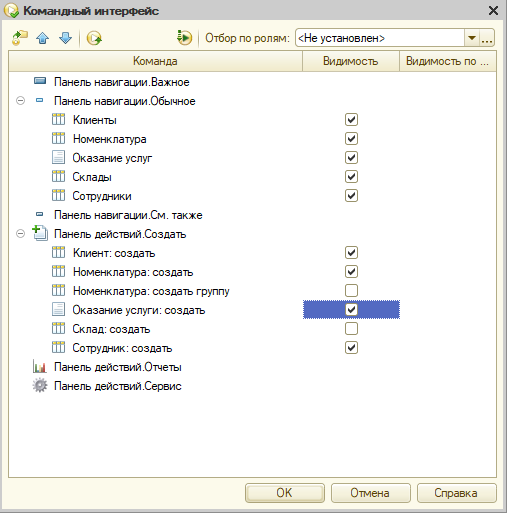 Командный интерфейс
Отбор по ролям: <Не установлен>
Команда Видимость Видимость по ...
Панель навигации.Важное
Панель навигации.Обычное
Клиенты
Номенклатура
Оказание услуг
Склады
Сотрудники
Панель навигации.См. также
Панель действий.Создать
Клиент: создать
Номенклатура: создать
Номенклатура: создать группу
Оказание услуги: создать
Склад: создать
Сотрудник: создать
Панель действий.Отчеты
Панель действий.Сервис
ОК Отмена Справка